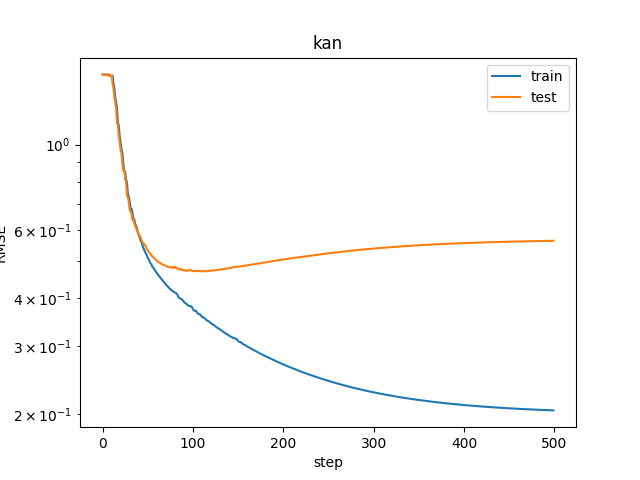 kan
train
test
10⁰
6 × 10⁻¹
4 × 10⁻¹
3 × 10⁻¹
2 × 10⁻¹
RMSE
0 100 200 300 400 500
step